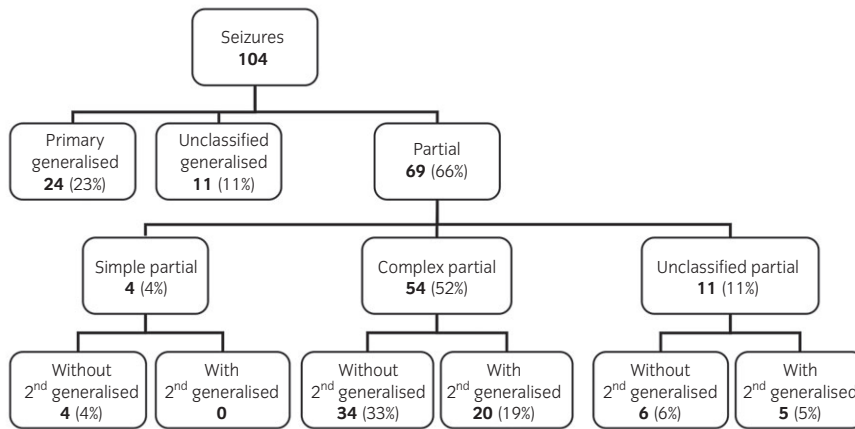 Seizures
104
Primary
generalised
24 (23%)
Unclassified
generalised
11 (11%)
Partial
69 (66%)
Simple partial
4 (4%)
Complex partial
54 (52%)
Unclassified partial
11 (11%)
Without
2nd generalised
4 (4%)
With
2nd generalised
0
Without
2nd generalised
34 (33%)
With
2nd generalised
20 (19%)
Without
2nd generalised
6 (6%)
With
2nd generalised
5 (5%)